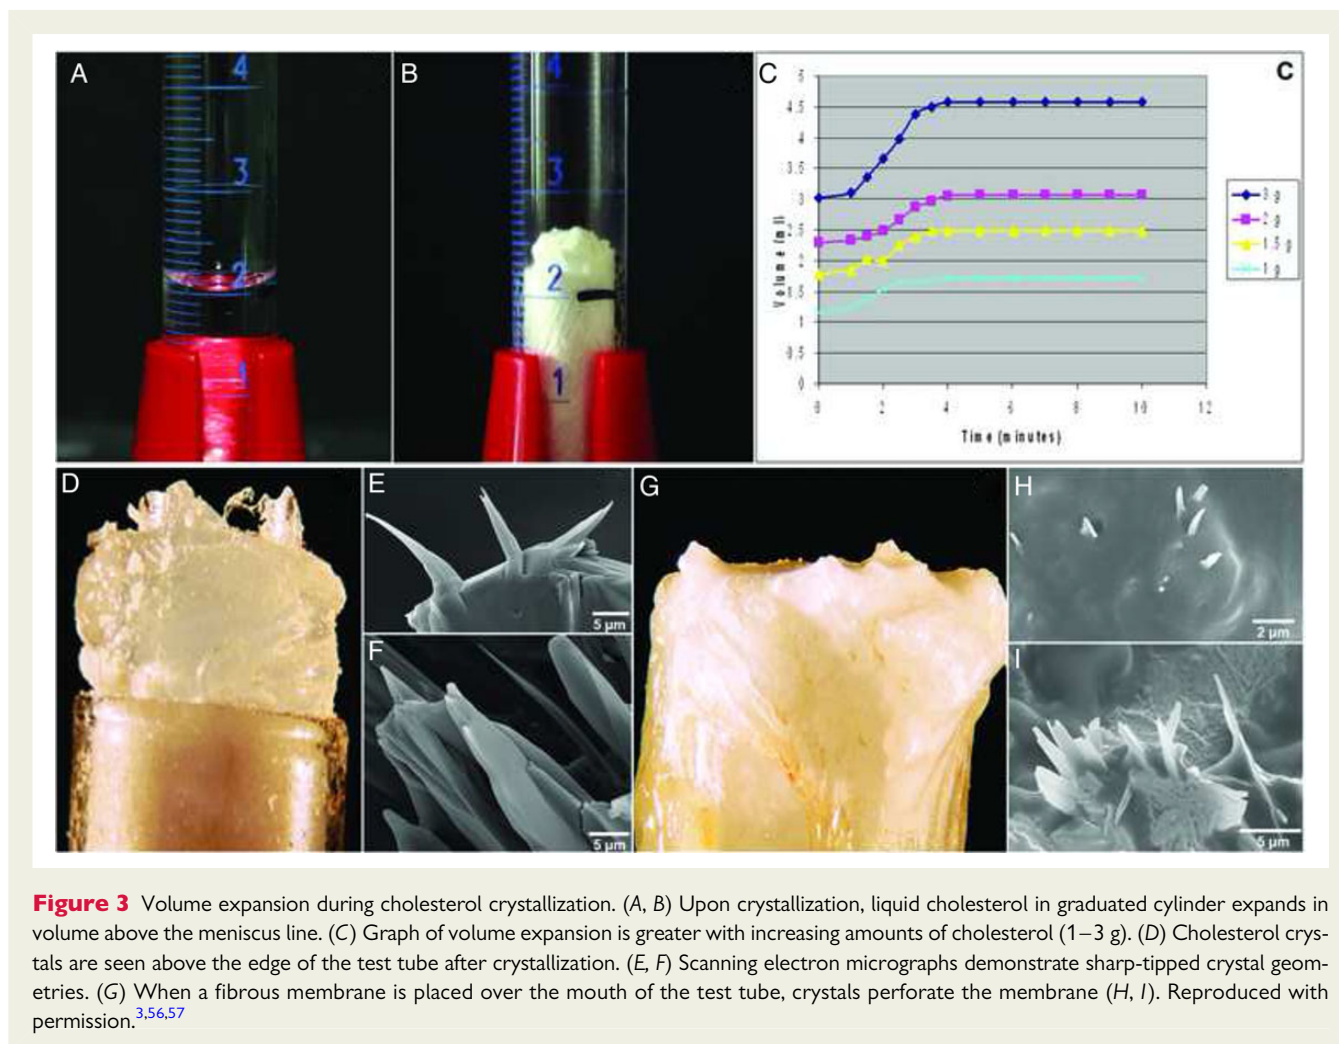 A
4
3
2
1
B
4
3
2
1
C
C
5
4.5
4
3.5
3
2.5
2
1.5
1
0.5
0
Volume (ml)
0 2 4 6 8 10 12
Time (minutes)
3 g
2 g
1.5 g
1 g
D
E
5 µm
F
5 µm
G
H
2 µm
I
5 µm
Figure 3 Volume expansion during cholesterol crystallization. (A, B) Upon crystallization, liquid cholesterol in graduated cylinder expands in
volume above the meniscus line. (C) Graph of volume expansion is greater with increasing amounts of cholesterol (1–3 g). (D) Cholesterol crys-
tals are seen above the edge of the test tube after crystallization. (E, F) Scanning electron micrographs demonstrate sharp-tipped crystal geom-
etries. (G) When a fibrous membrane is placed over the mouth of the test tube, crystals perforate the membrane (H, I). Reproduced with
permission.3,56,57